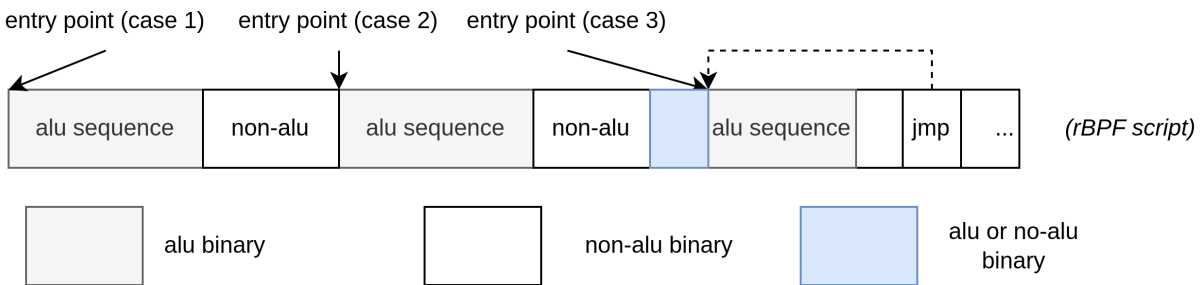 entry point (case 1) entry point (case 2) entry point (case 3)
alu sequence non-alu alu sequence non-alu alu sequence jmp ... (rBPF script)
alu binary non-alu binary alu or no-alu
binary